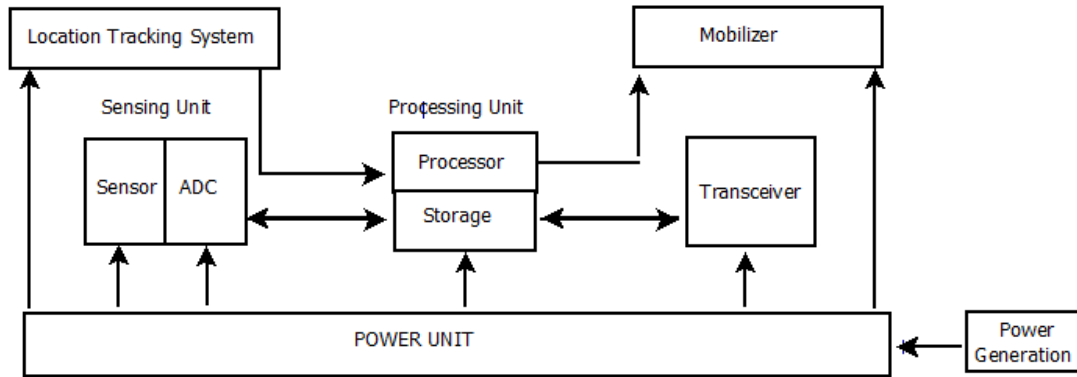 Location Tracking System
Mobilizer
Sensing Unit
Processing Unit
Sensor
ADC
Processor
Storage
Transceiver
POWER UNIT
Power
Generation